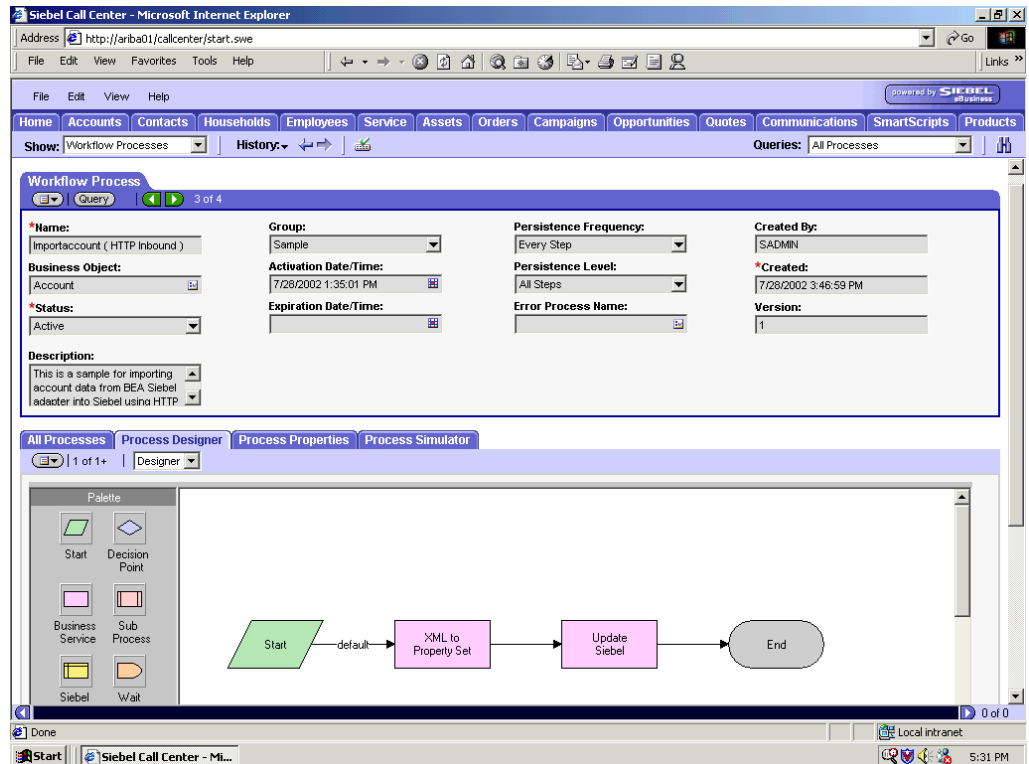 Siebel Call Center - Microsoft Internet Explorer
Address http://ariba01/callcenter/start.swe Go
File Edit View Favorites Tools Help Links »
File Edit View Help powered by SIEBEL eBusiness
Home Accounts Contacts Households Employees Service Assets Orders Campaigns Opportunities Quotes Communications SmartScripts Products
Show: Workflow Processes History: Queries: All Processes
Workflow Process
Query 3 of 4
*Name: Group: Persistence Frequency: Created By:
Importaccount ( HTTP Inbound ) Sample Every Step SADMIN
Business Object: Activation Date/Time: Persistence Level: *Created:
Account 7/28/2002 1:35:01 PM All Steps 7/28/2002 3:46:59 PM
*Status: Expiration Date/Time: Error Process Name: Version:
Active 1
Description:
This is a sample for importing
account data from BEA Siebel
adapter into Siebel using HTTP
All Processes Process Designer Process Properties Process Simulator
1 of 1+ Designer
Palette
Start Decision
Point
Business Sub
Service Process
Siebel Wait
Start default XML to
Property Set Update
Siebel End
0 of 0
Done Local intranet
Start Siebel Call Center - Mi... 5:31 PM